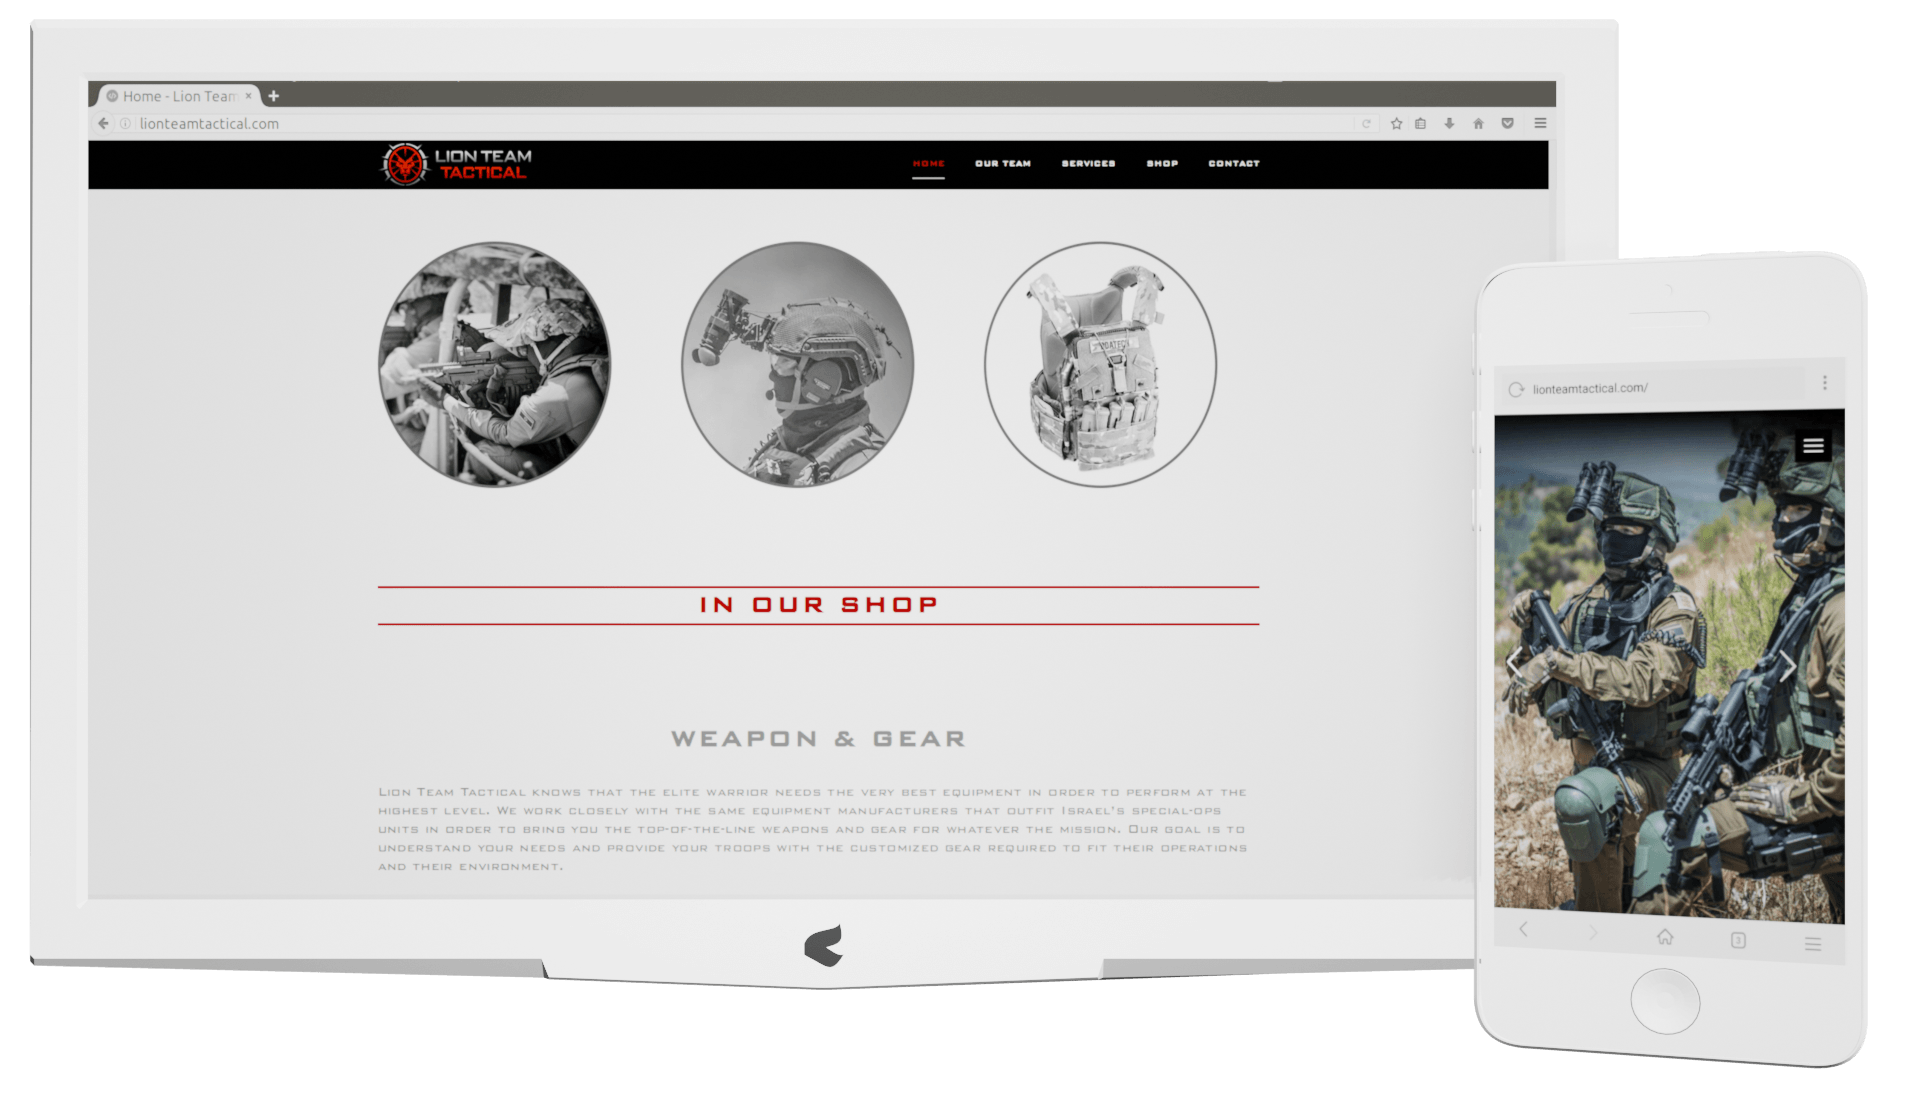 Home - Lion Team
lionteamtactical.com
LION TEAM
TACTICAL
HOME OUR TEAM SERVICES SHOP CONTACT
IN OUR SHOP
WEAPON & GEAR
Lion Team Tactical knows that the elite warrior needs the very best equipment in order to perform at the
highest level. We work closely with the same equipment manufacturers that outfit Israel's special-ops
units in order to bring you the top-of-the-line weapons and gear for whatever the mission. Our goal is to
understand your needs and provide your troops with the customized gear required to fit their operations
and their environment.
lionteamtactical.com/
3